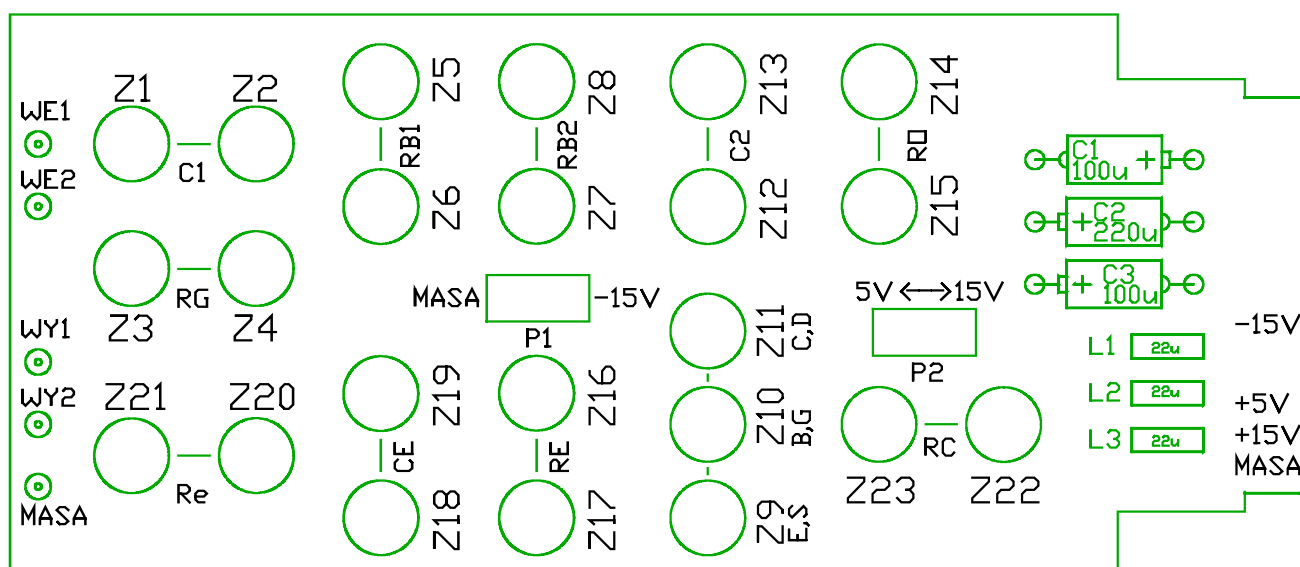 WE1
WE2
Z1
Z2
C1
Z5
RB1
Z6
Z8
RB2
Z7
Z13
C2
Z12
Z14
RO
Z15
C1
100u
+
C2
220u
+
C3
100u
+
RG
Z3
Z4
MASA
-15V
P1
5V
15V
P2
Z11
C,D
Z10
B,G
Z9
E,S
L1
22u
L2
22u
L3
22u
-15V
+5V
+15V
MASA
WY1
WY2
MASA
Z21
Z20
Re
Z19
CE
Z18
Z16
RE
Z17
RC
Z23
Z22